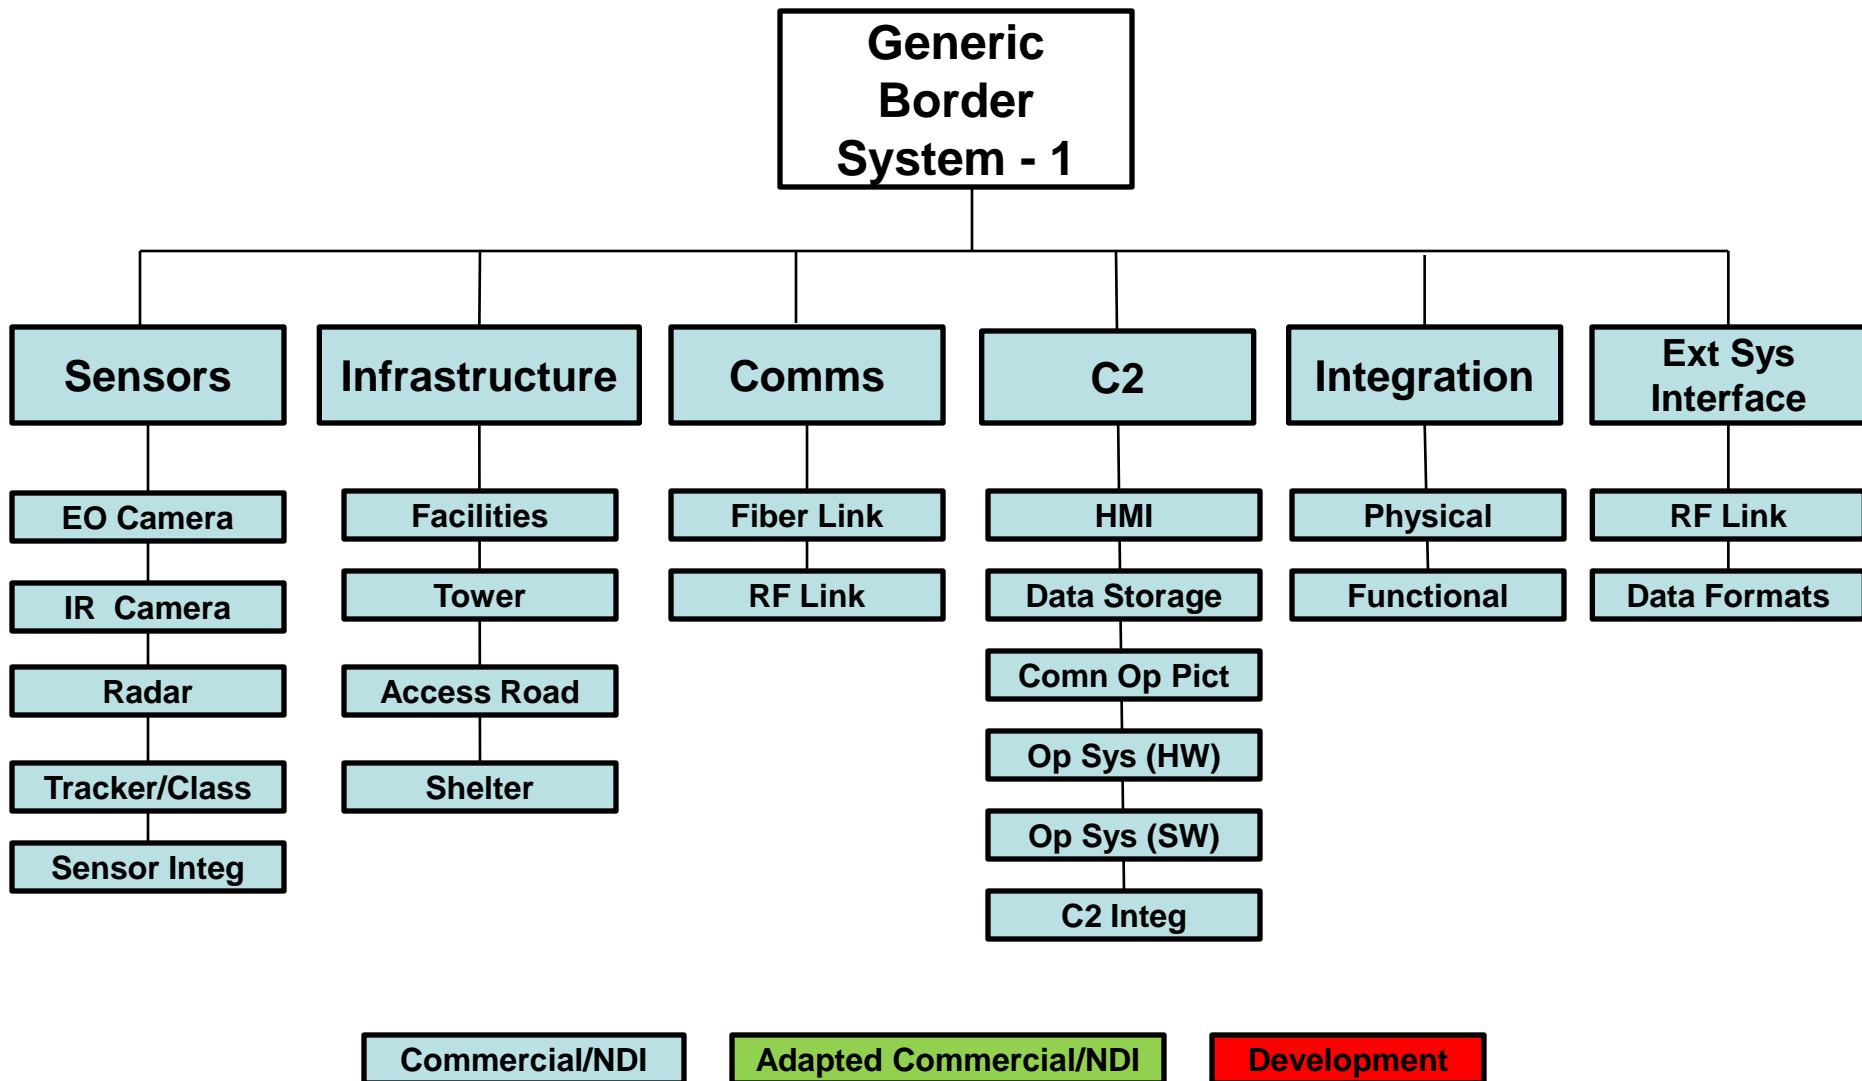 Generic
Border
System - 1
Sensors
Infrastructure
Comms
C2
Integration
Ext Sys
Interface
EO Camera
IR  Camera
Radar
Tracker/Class
Sensor Integ
Facilities
Tower
Access Road
Shelter
Fiber Link
RF Link
HMI
Data Storage
Comn Op Pict
Op Sys (HW)
Op Sys (SW)
C2 Integ
Physical
Functional
RF Link
Data Formats
Commercial/NDI
Adapted Commercial/NDI
Development